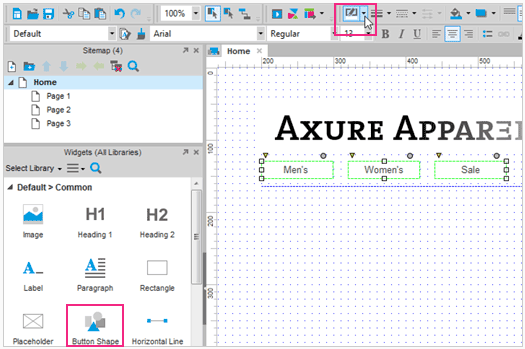 100%
Default
Arial
Regular
13
B I U
Sitemap (4)
Home
Page 1
Page 2
Page 3
Widgets (All Libraries)
Select Library
Default > Common
Image
H1
Heading 1
H2
Heading 2
A
Label
A
Paragraph
Rectangle
Placeholder
Button Shape
Horizontal Line
Home
0
200
300
400
500
100
200
300
AXURE APPAREL
Men's
Women's
Sale